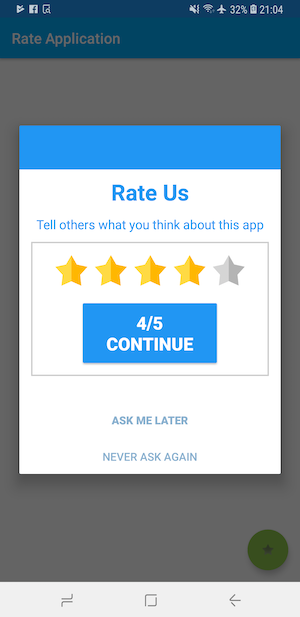 32% 21:04
Rate Application
Rate Us
Tell others what you think about this app
4/5
CONTINUE
ASK ME LATER
NEVER ASK AGAIN